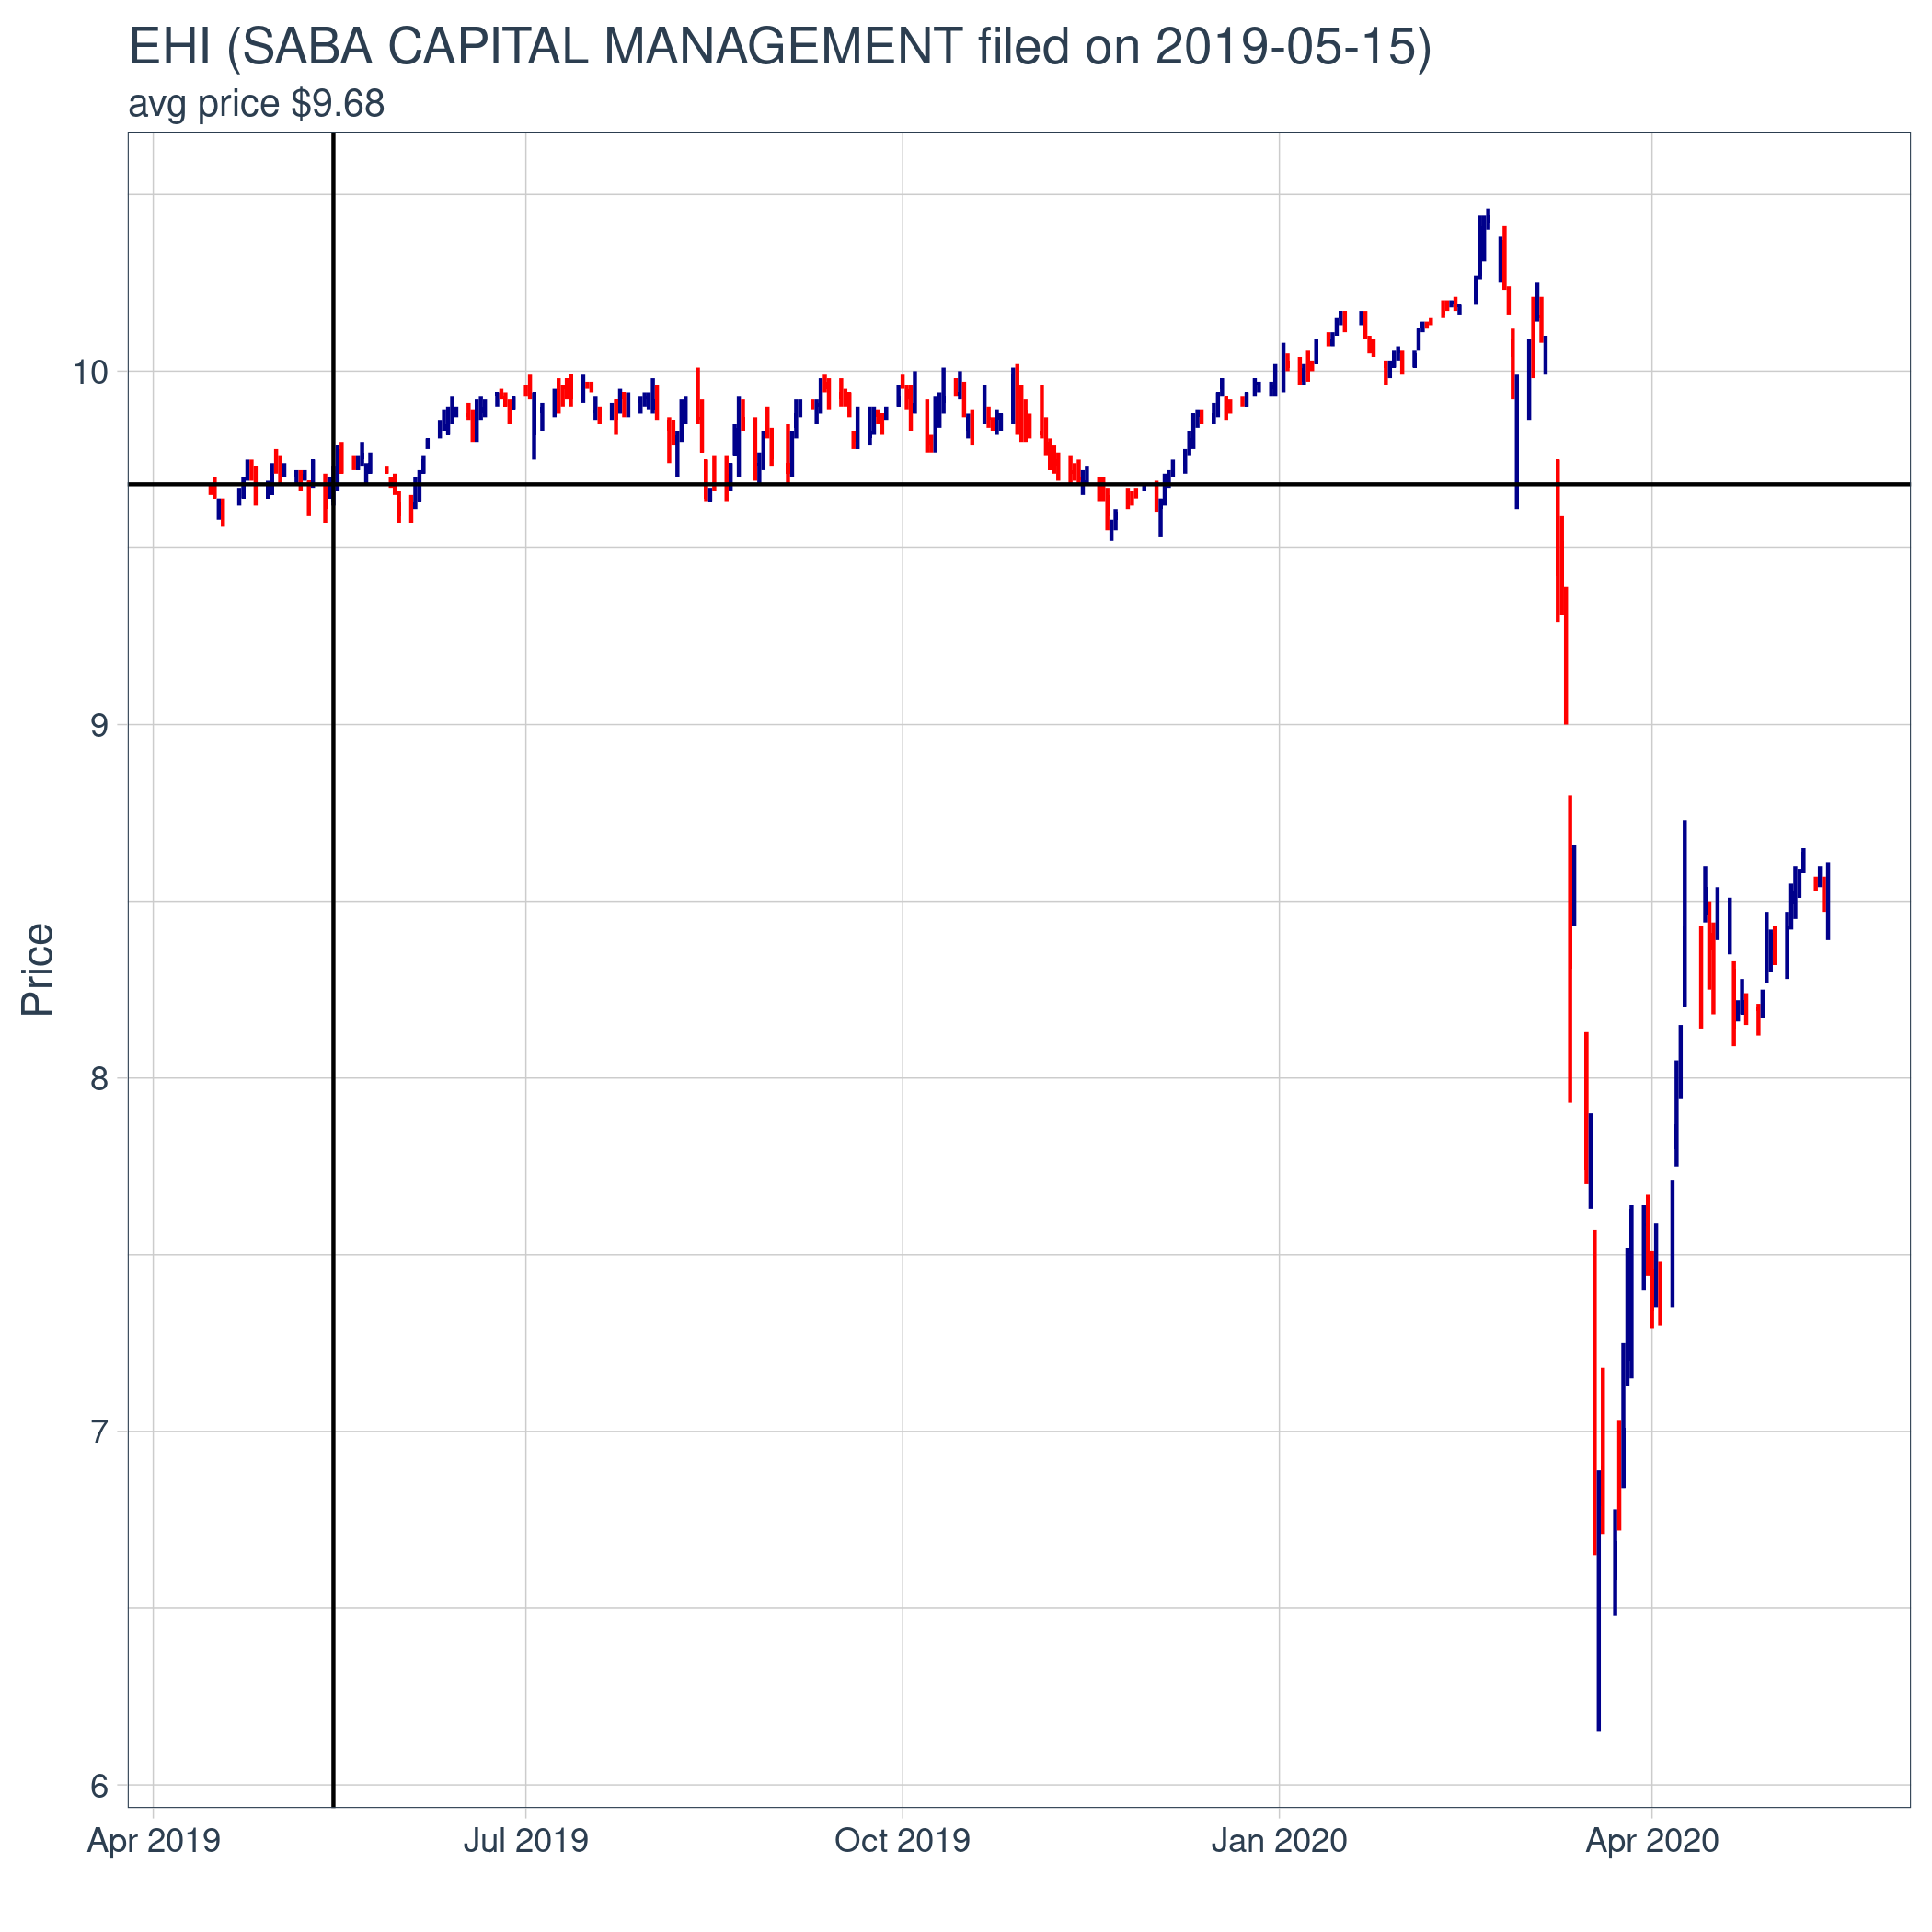 EHI (SABA CAPITAL MANAGEMENT filed on 2019-05-15)
avg price $9.68
10
9
8
7
6
Price
Apr 2019
Jul 2019
Oct 2019
Jan 2020
Apr 2020